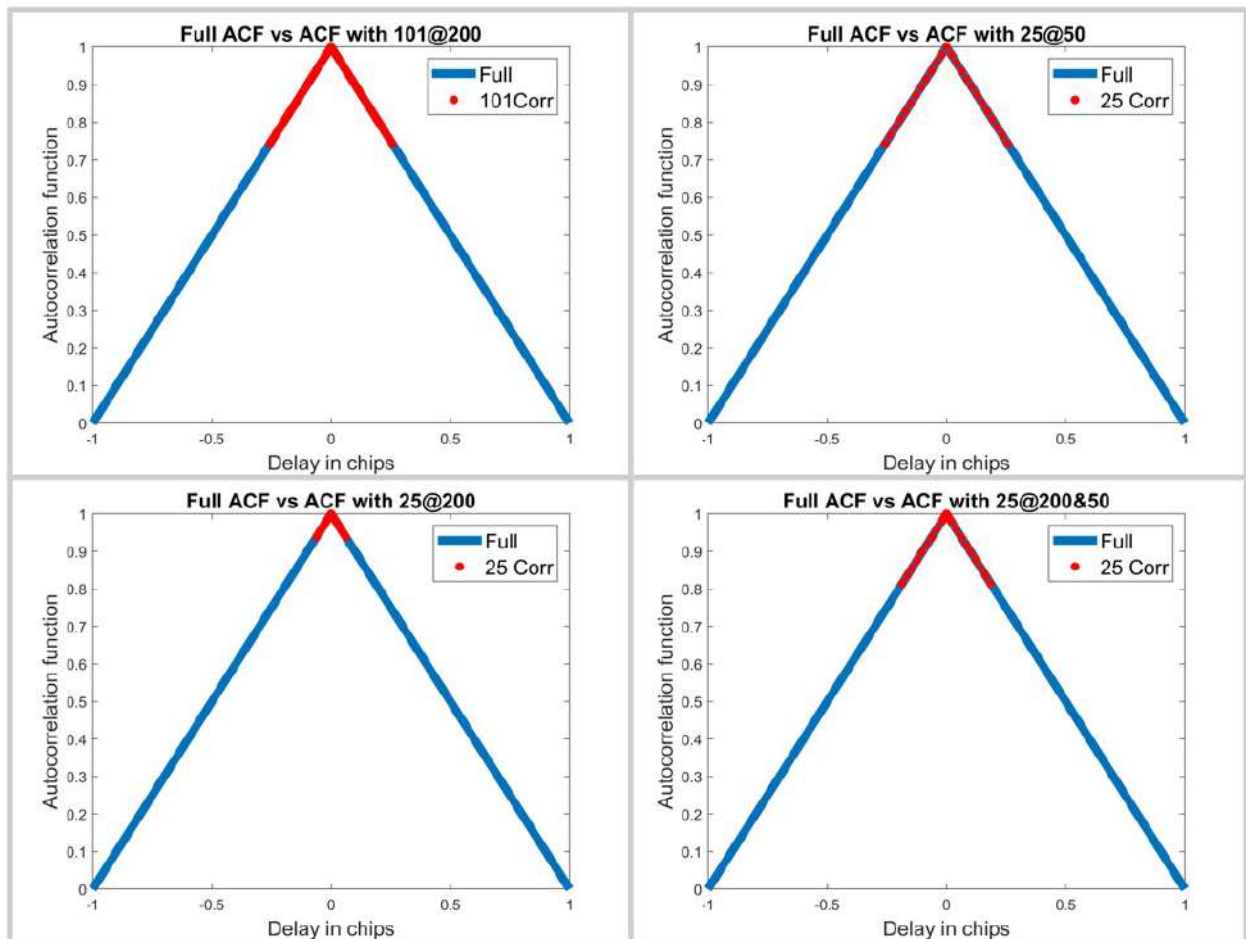 Full ACF vs ACF with 101@200
1
0.9
0.8
0.7
0.6
0.5
0.4
0.3
0.2
0.1
0
Autocorrelation function
Full
101Corr
-1 -0.5 0 0.5 1
Delay in chips
Full ACF vs ACF with 25@50
1
0.9
0.8
0.7
0.6
0.5
0.4
0.3
0.2
0.1
0
Autocorrelation function
Full
25 Corr
-1 -0.5 0 0.5 1
Delay in chips
Full ACF vs ACF with 25@200
1
0.9
0.8
0.7
0.6
0.5
0.4
0.3
0.2
0.1
0
Autocorrelation function
Full
25 Corr
-1 -0.5 0 0.5 1
Delay in chips
Full ACF vs ACF with 25@200&50
1
0.9
0.8
0.7
0.6
0.5
0.4
0.3
0.2
0.1
0
Autocorrelation function
Full
25 Corr
-1 -0.5 0 0.5 1
Delay in chips